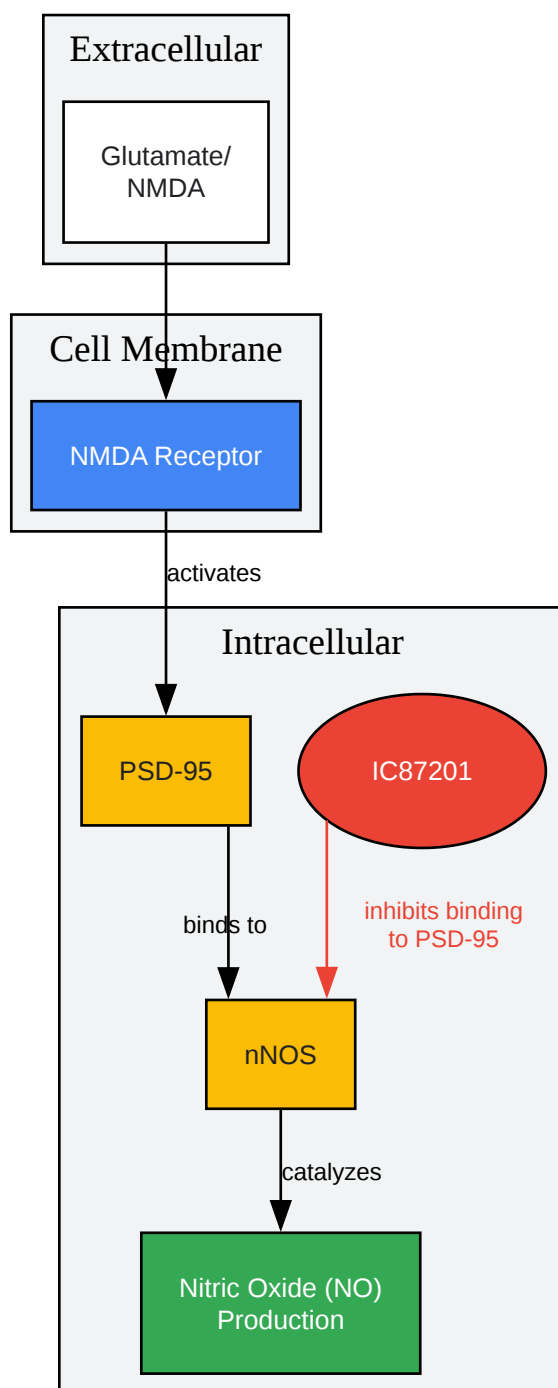 Extracellular
Glutamate/
NMDA
Cell Membrane
NMDA Receptor
activates
Intracellular
PSD-95
IC87201
binds to
inhibits binding
to PSD-95
nNOS
catalyzes
Nitric Oxide (NO)
Production